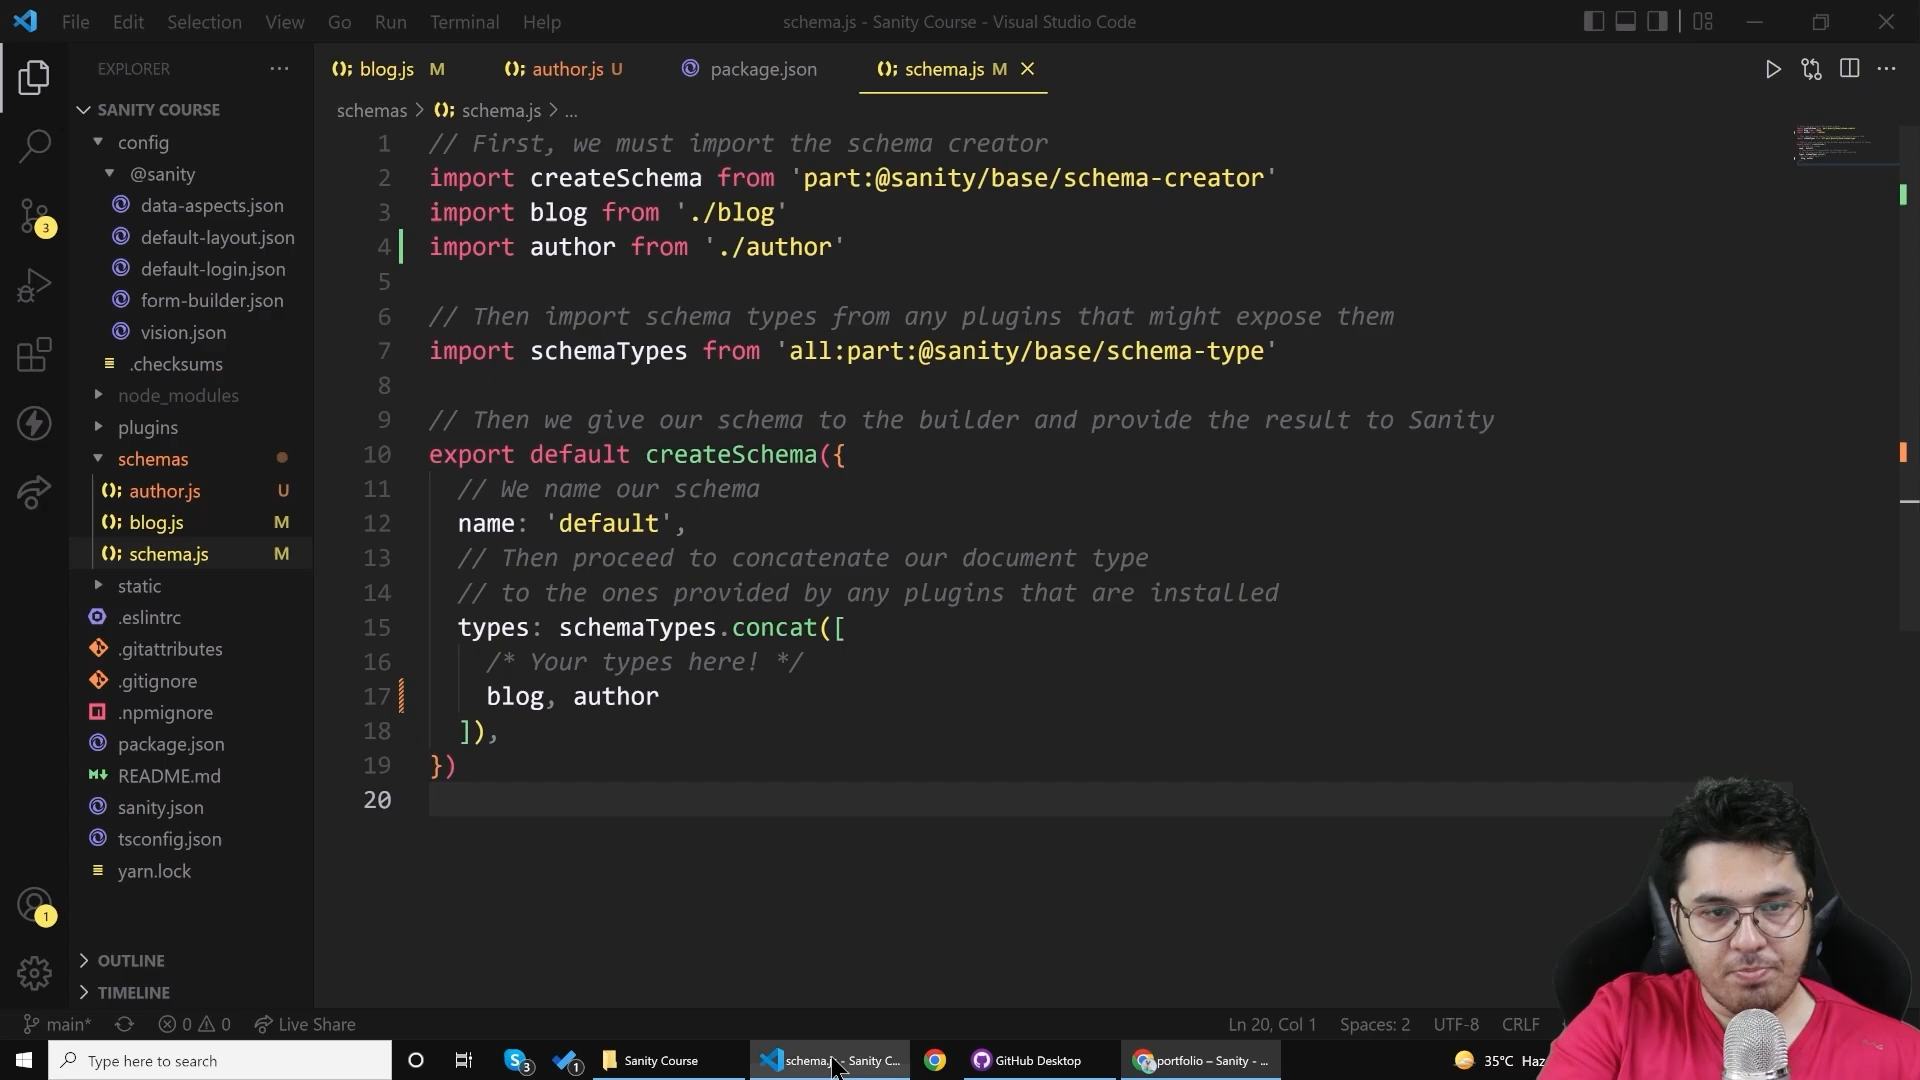 File Edit Selection View Go Run Terminal Help
schema.js - Sanity Course - Visual Studio Code
EXPLORER
SANITY COURSE
config
@sanity
data-aspects.json
default-layout.json
default-login.json
form-builder.json
vision.json
.checksums
node_modules
plugins
schemas
author.js U
blog.js M
schema.js M
static
.eslintrc
.gitattributes
.gitignore
.npmignore
package.json
README.md
sanity.json
tsconfig.json
yarn.lock
OUTLINE
TIMELINE
3
1
blog.js M author.js U package.json schema.js M
schemas > schema.js > ...
1 // First, we must import the schema creator
2 import createSchema from 'part:@sanity/base/schema-creator'
3 import blog from './blog'
4 import author from './author'
5
6 // Then import schema types from any plugins that might expose them
7 import schemaTypes from 'all:part:@sanity/base/schema-type'
8
9 // Then we give our schema to the builder and provide the result to Sanity
10 export default createSchema({
11 // We name our schema
12 name: 'default',
13 // Then proceed to concatenate our document type
14 // to the ones provided by any plugins that are installed
15 types: schemaTypes.concat([
16 /* Your types here! */
17 blog, author
18 ]),
19 })
20
main* 0 0 Live Share
Ln 20, Col 1 Spaces: 2 UTF-8 CRLF
Type here to search
3
1
Sanity Course
schema.js - Sanity C...
GitHub Desktop
portfolio – Sanity - ...
35°C Haz